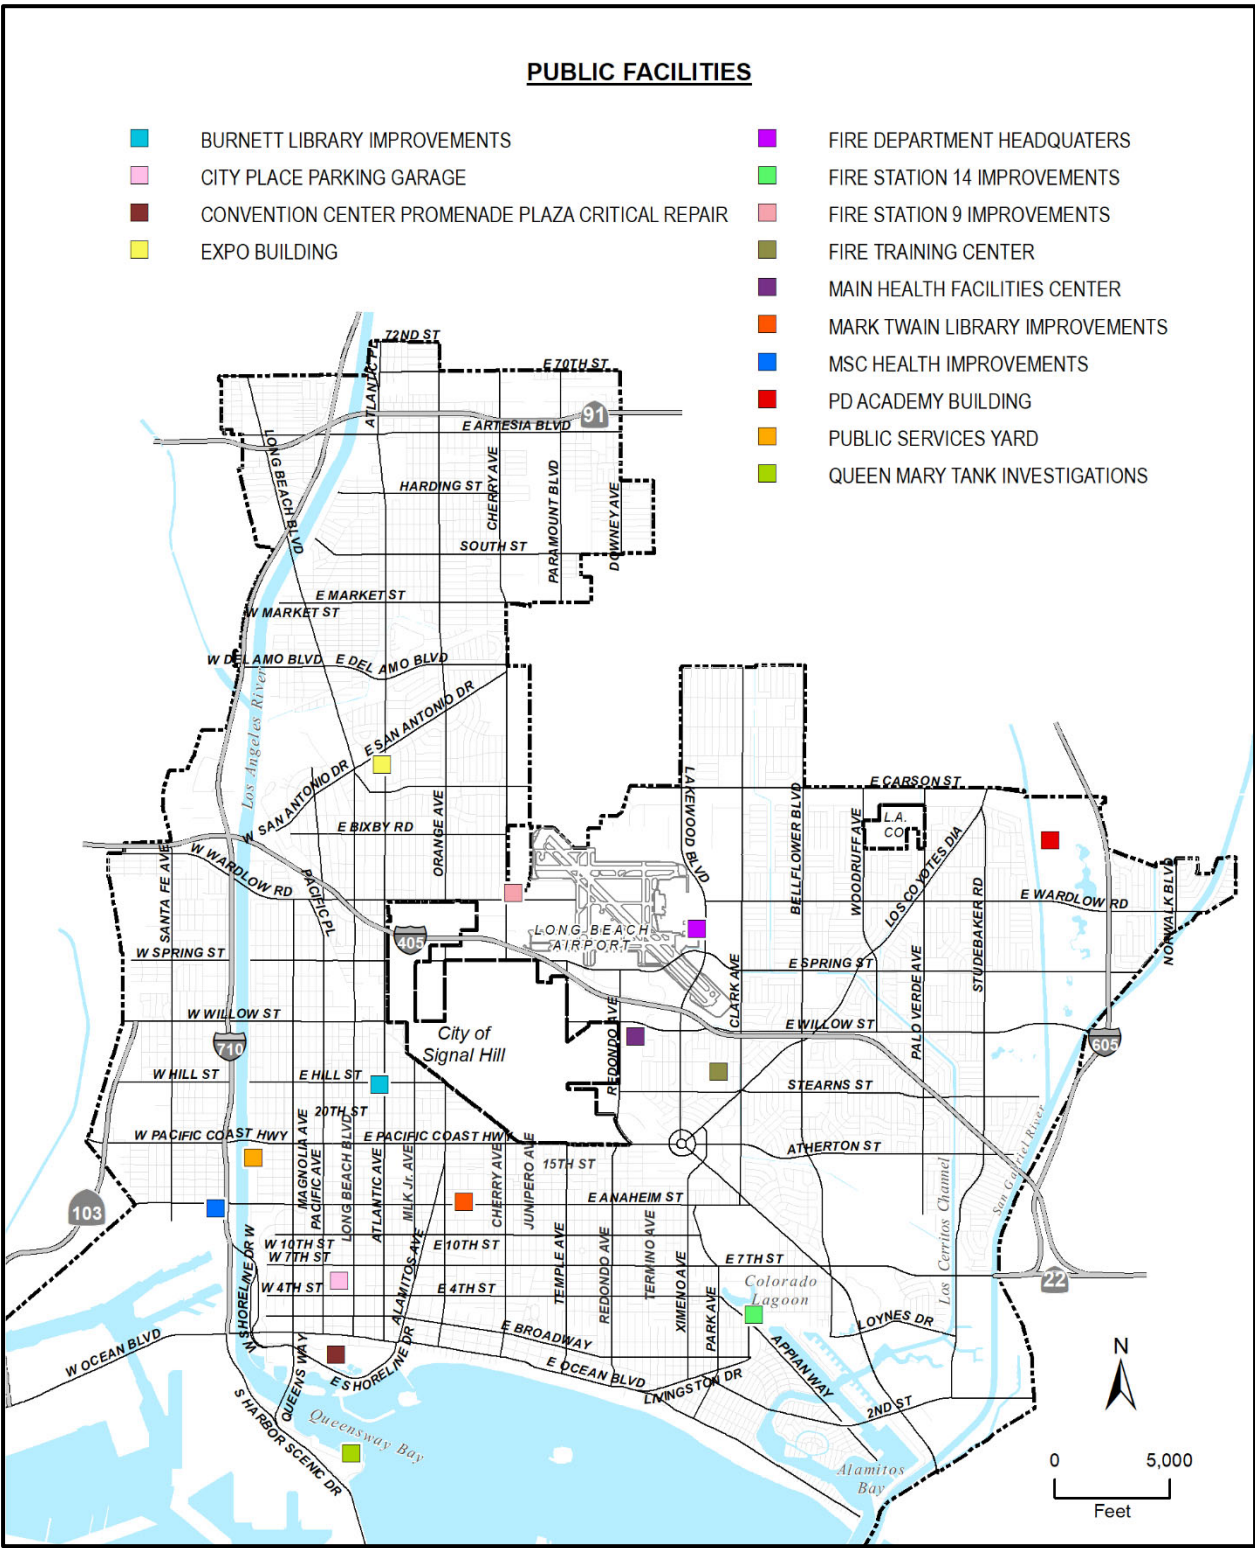 PUBLIC FACILITIES
BURNETT LIBRARY IMPROVEMENTS
CITY PLACE PARKING GARAGE
CONVENTION CENTER PROMENADE PLAZA CRITICAL REPAIR
EXPO BUILDING
FIRE DEPARTMENT HEADQUATERS
FIRE STATION 14 IMPROVEMENTS
FIRE STATION 9 IMPROVEMENTS
FIRE TRAINING CENTER
MAIN HEALTH FACILITIES CENTER
MARK TWAIN LIBRARY IMPROVEMENTS
MSC HEALTH IMPROVEMENTS
PD ACADEMY BUILDING
PUBLIC SERVICES YARD
QUEEN MARY TANK INVESTIGATIONS
72ND ST
ATLANTIC PL
E 70TH ST
91
E ARTESIA BLVD
LONG BEACH BLVD
CHERRY AVE
PARAMOUNT BLVD
DOWNEY AVE
HARDING ST
SOUTH ST
E MARKET ST
W MARKET ST
W DEL AMO BLVD
E DEL AMO BLVD
Los Angeles River
E SAN ANTONIO DR
W SAN ANTONIO DR
E CARSON ST
LAKEWOOD BLVD
BELLFLOWER BLVD
WOODRUFF AVE
L.A.
CO
LOS COYOTES DIA
ORANGE AVE
E BIXBY RD
SANTA FE AVE
W WARDLOW RD
PACIFIC PL
STUDEBAKER RD
E WARDLOW RD
NORWALK BLVD
LONG BEACH
AIRPORT
405
W SPRING ST
E SPRING ST
CLARK AVE
PALO VERDE AVE
W WILLOW ST
E WILLOW ST
City of
Signal Hill
REDONDO AVE
710
605
W HILL ST
E HILL ST
STEARNS ST
20TH ST
W PACIFIC COAST HWY
E PACIFIC COAST HWY
ATHERTON ST
15TH ST
MAGNOLIA AVE
PACIFIC AVE
LONG BEACH BLVD
ATLANTIC AVE
MLK Jr. AVE
CHERRY AVE
JUNIPERO AVE
E ANAHEIM ST
San Gabriel River
Los Cerritos Channel
103
W 10TH ST
E 10TH ST
W 7TH ST
E 7TH ST
W SHORELINE DR W
W 4TH ST
E 4TH ST
ALAMITOS AVE
TEMPLE AVE
REDONDO AVE
TERMINO AVE
XIMENO AVE
PARK AVE
Colorado
Lagoon
22
LOYNES DR
E BROADWAY
W OCEAN BLVD
E OCEAN BLVD
E SHORELINE DR
QUEENS WAY
LIVINGSTON DR
APPIAN WAY
2ND ST
S HARBOR SCENIC DR
Queensway Bay
Alamitos
Bay
N
0
5,000
Feet